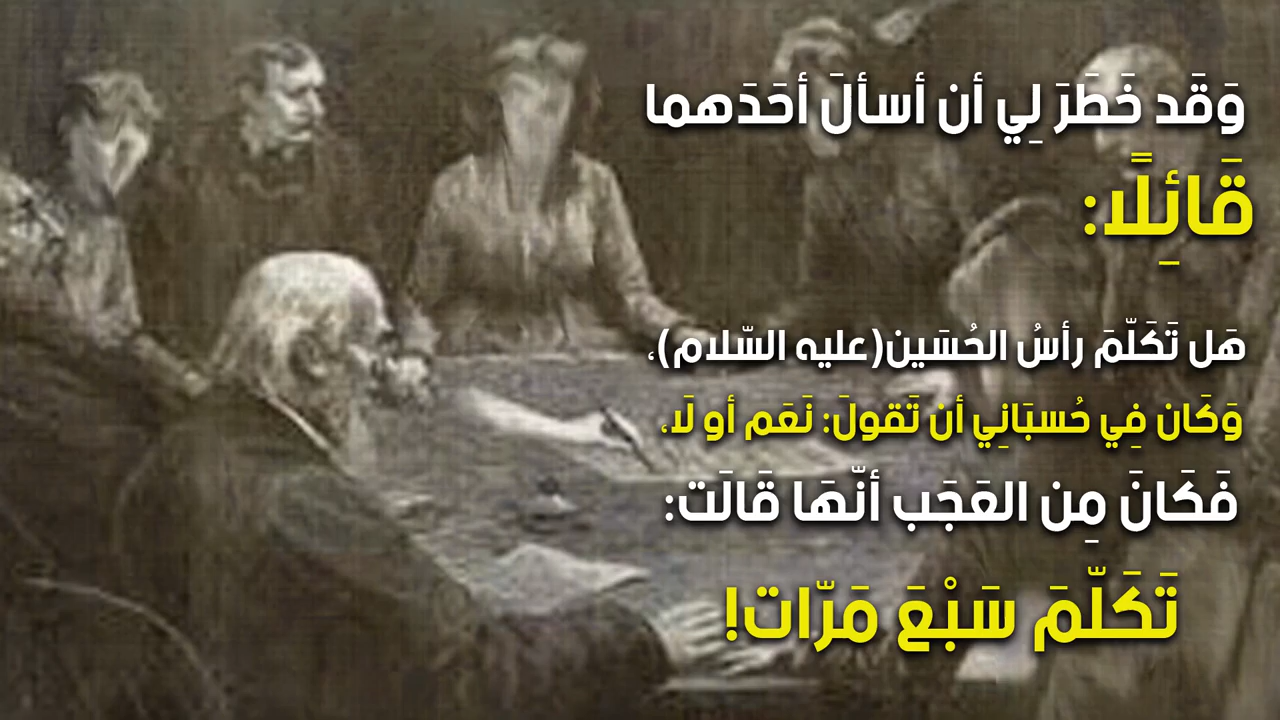 وَقَد خَطَرَ لِي أن أسألَ أحَدَهما
قَائِلًا:
هَل تَكَلّمَ رأسُ الحُسَين(عليه السّلام)،
وَكَان فِي حُسبَانِي أن تَقولَ: نَعَم أو لَا،
فَكَانَ مِن العَجَب أنّهَا قَالَت:
تَكَلّمَ سَبْعَ مَرّات!